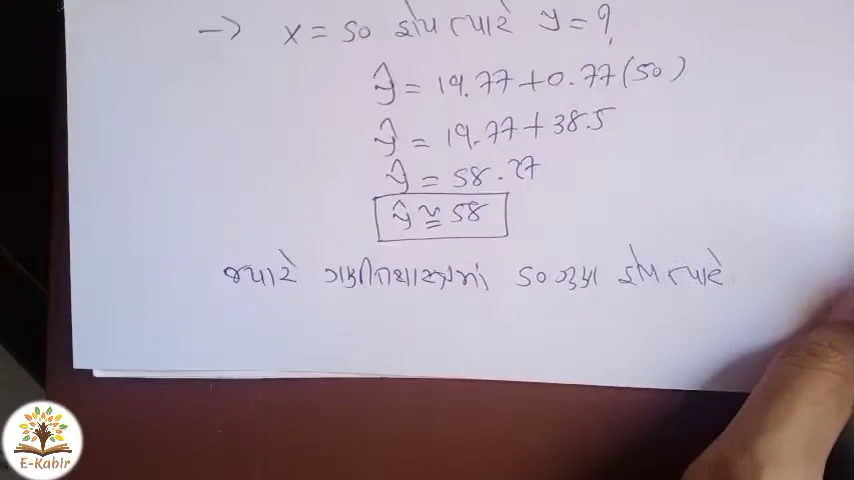 → x = 50 હોય ત્યારે y = ?
ŷ = 19.77 + 0.77 (50)
ŷ = 19.77 + 38.5
ŷ = 58.27
ŷ ≅ 58
જ્યારે ગણીતશાસ્ત્રમાં 50 ગુણ હોય ત્યારે
E-Kabir